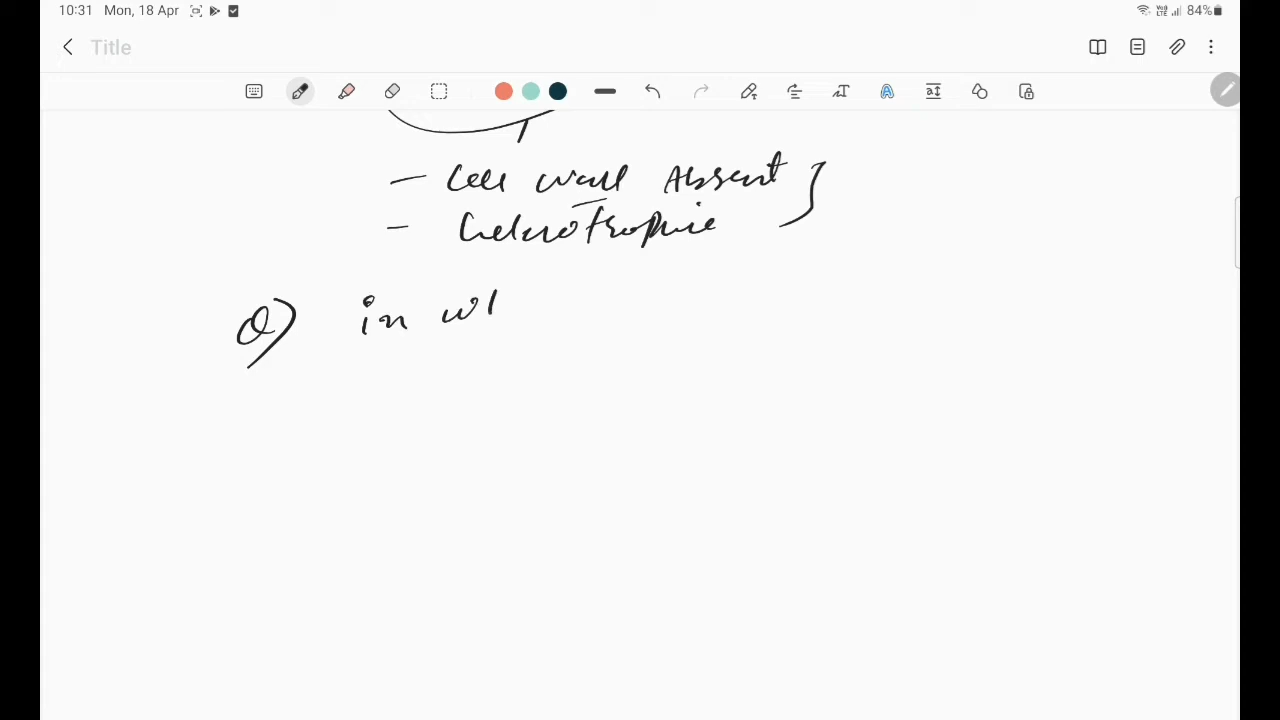 10:31 Mon, 18 Apr 84%
Title
- Cell wall Absent
- heterotrophic
Q) in wh